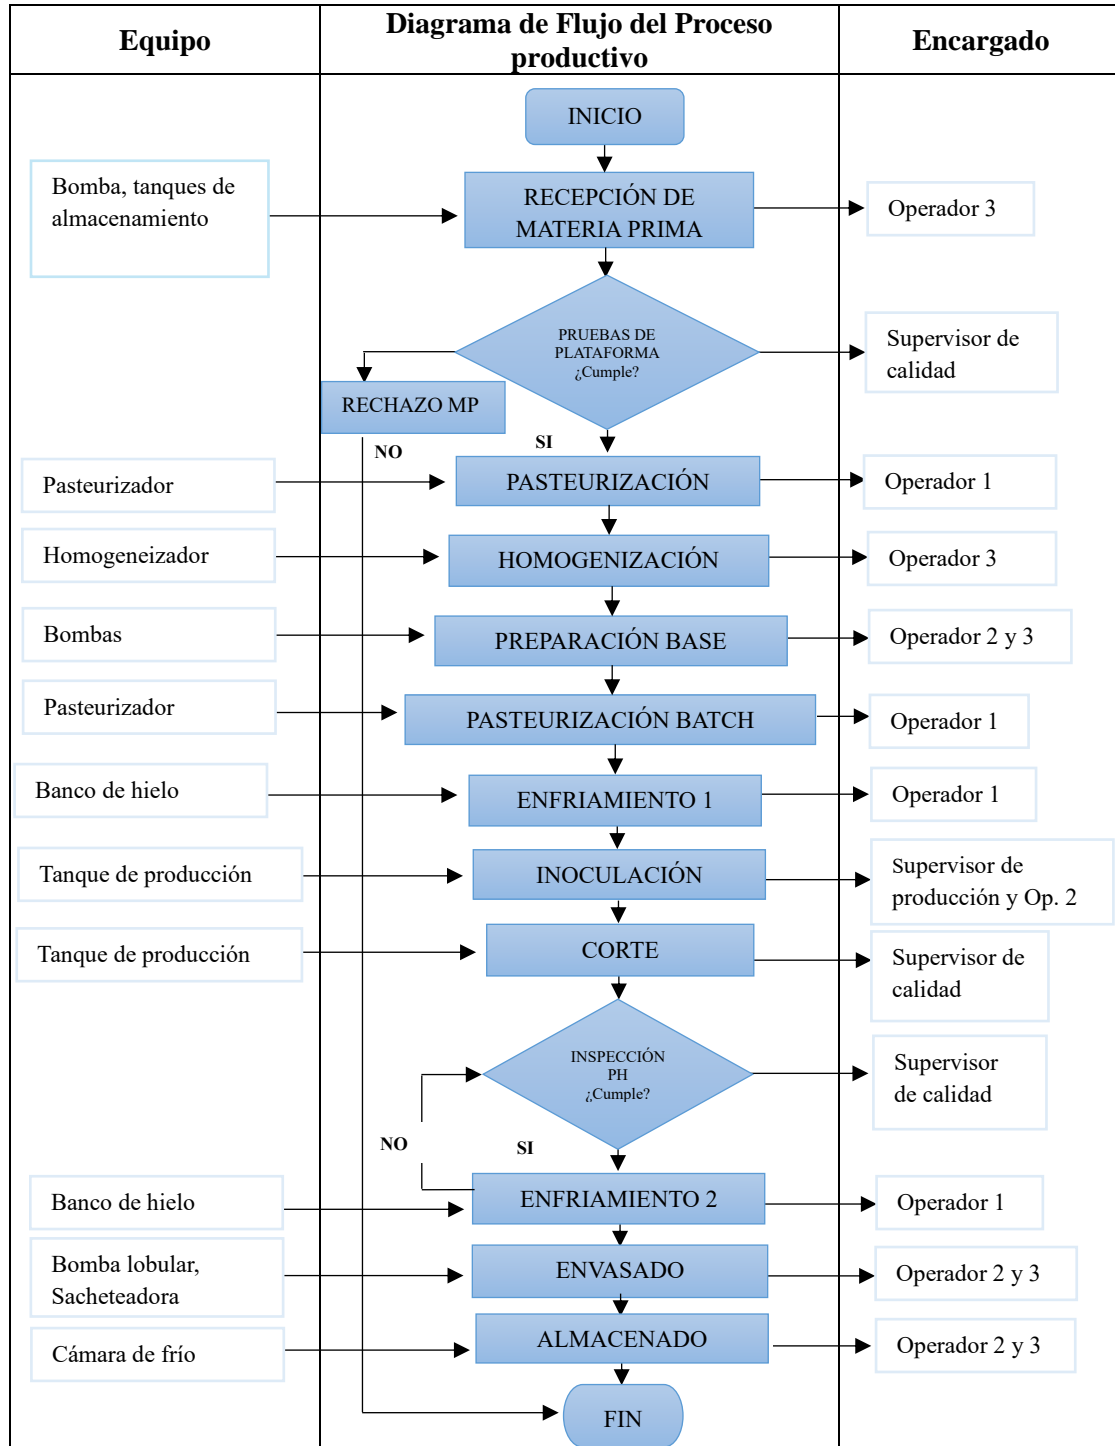 Equipo
Diagrama de Flujo del Proceso
productivo
Encargado
INICIO
Bomba, tanques de
almacenamiento
RECEPCIÓN DE
MATERIA PRIMA
Operador 3
PRUEBAS DE
PLATAFORMA
¿Cumple?
Supervisor de
calidad
RECHAZO MP
NO
SI
Pasteurizador
PASTEURIZACIÓN
Operador 1
Homogeneizador
HOMOGENIZACIÓN
Operador 3
Bombas
PREPARACIÓN BASE
Operador 2 y 3
Pasteurizador
PASTEURIZACIÓN BATCH
Operador 1
Banco de hielo
ENFRIAMIENTO 1
Operador 1
Tanque de producción
INOCULACIÓN
Supervisor de
producción y Op. 2
Tanque de producción
CORTE
Supervisor de
calidad
INSPECCIÓN
PH
¿Cumple?
Supervisor
de calidad
NO
SI
Banco de hielo
ENFRIAMIENTO 2
Operador 1
Bomba lobular,
Sacheteadora
ENVASADO
Operador 2 y 3
Cámara de frío
ALMACENADO
Operador 2 y 3
FIN